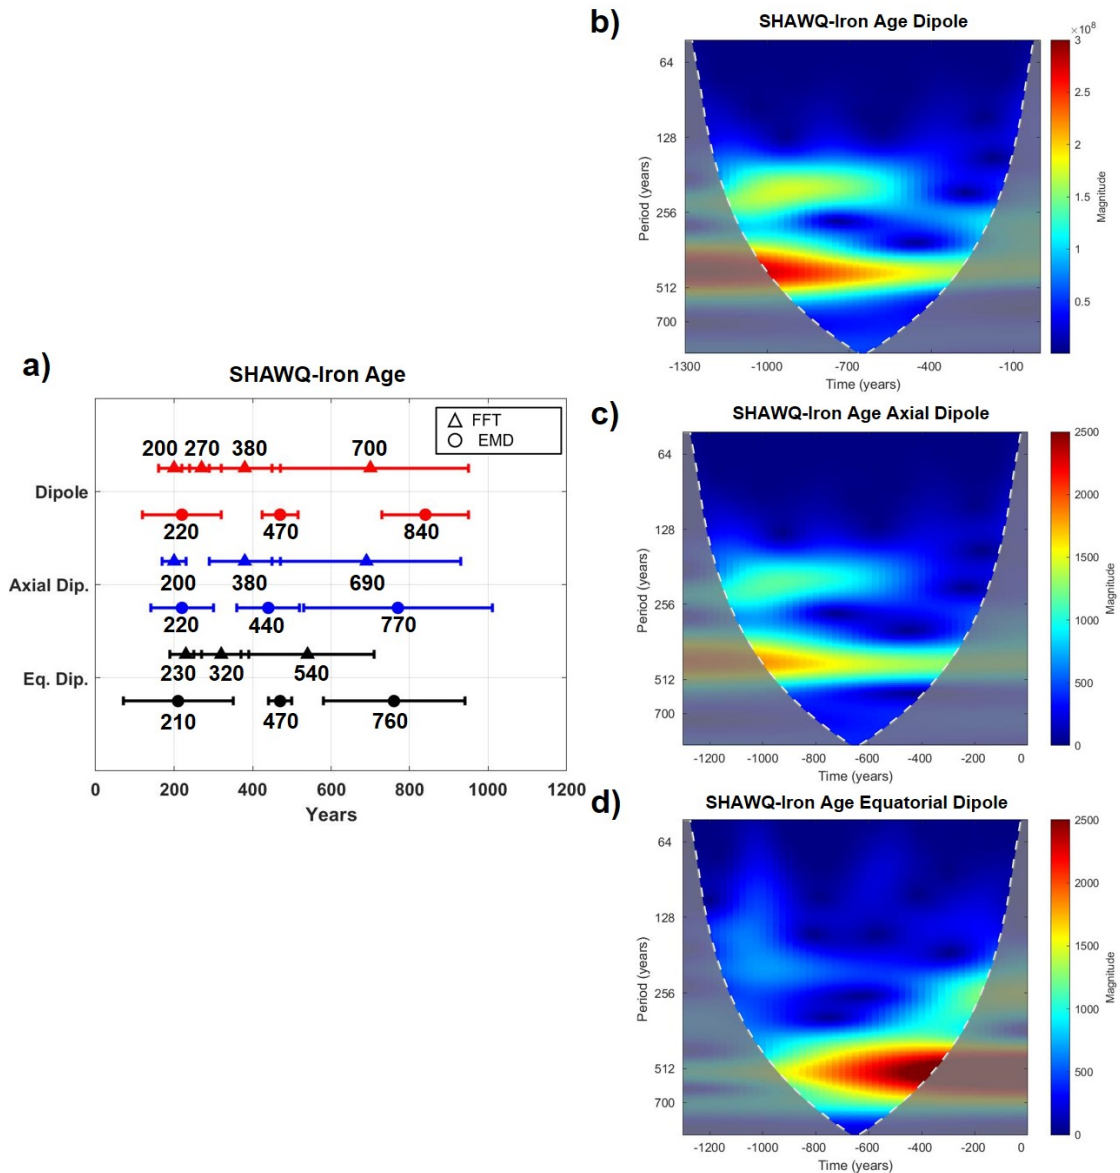 a)
SHAWQ-Iron Age
FFT
EMD
200 270 380 700
Dipole
220 470 840
200 380 690
Axial Dip.
220 440 770
230 320 540
Eq. Dip.
210 470 760
0 200 400 600 800 1000 1200
Years
b)
SHAWQ-Iron Age Dipole
×10⁸
64
128
256
512
700
Period (years)
-1300 -1000 -700 -400 -100
Time (years)
3
2.5
2
1.5
1
0.5
Magnitude
c)
SHAWQ-Iron Age Axial Dipole
64
128
256
512
700
Period (years)
-1200 -1000 -800 -600 -400 -200 0
Time (years)
2500
2000
1500
1000
500
0
Magnitude
d)
SHAWQ-Iron Age Equatorial Dipole
64
128
256
512
700
Period (years)
-1200 -1000 -800 -600 -400 -200 0
Time (years)
2500
2000
1500
1000
500
0
Magnitude